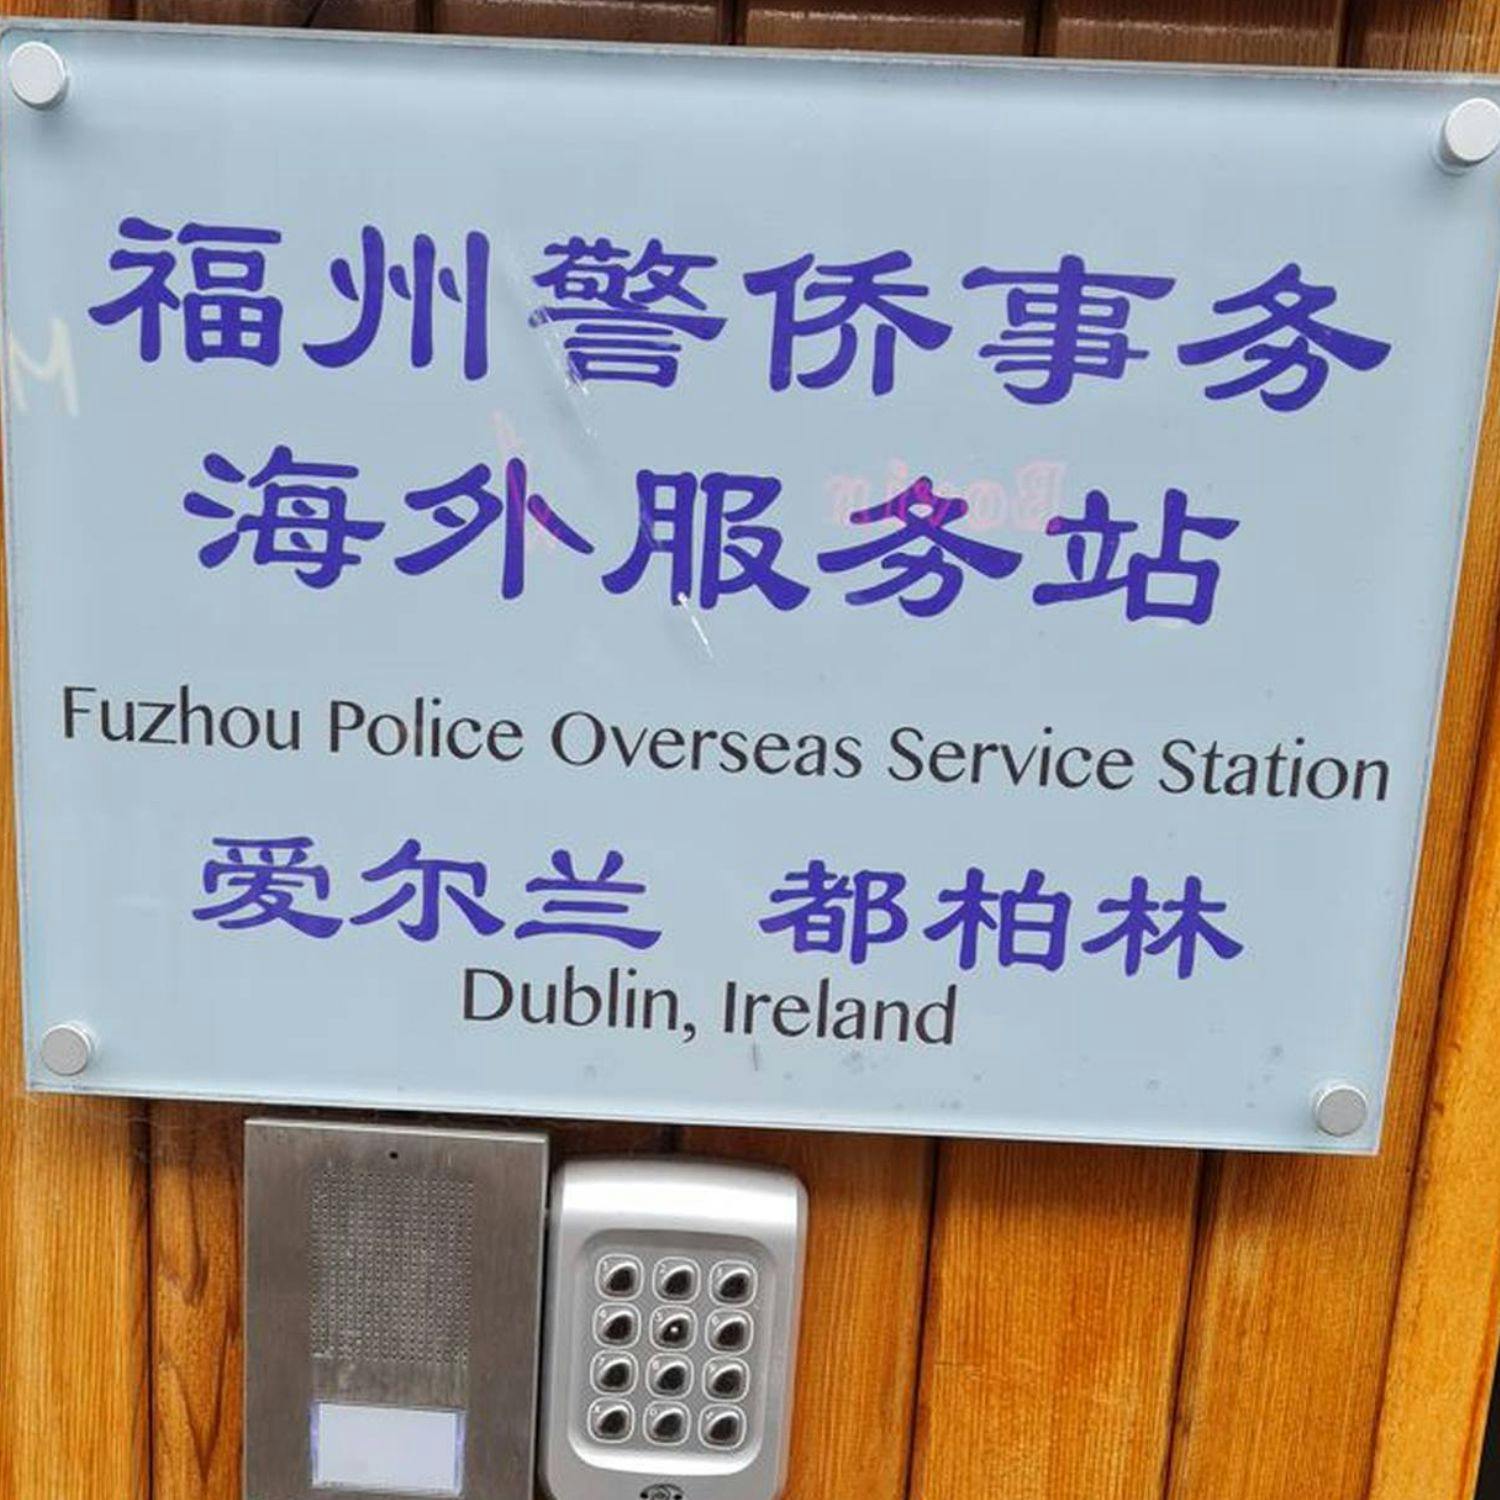 福州警侨事务
海外服务站
Fuzhou Police Overseas Service Station
爱尔兰 都柏林
Dublin, Ireland